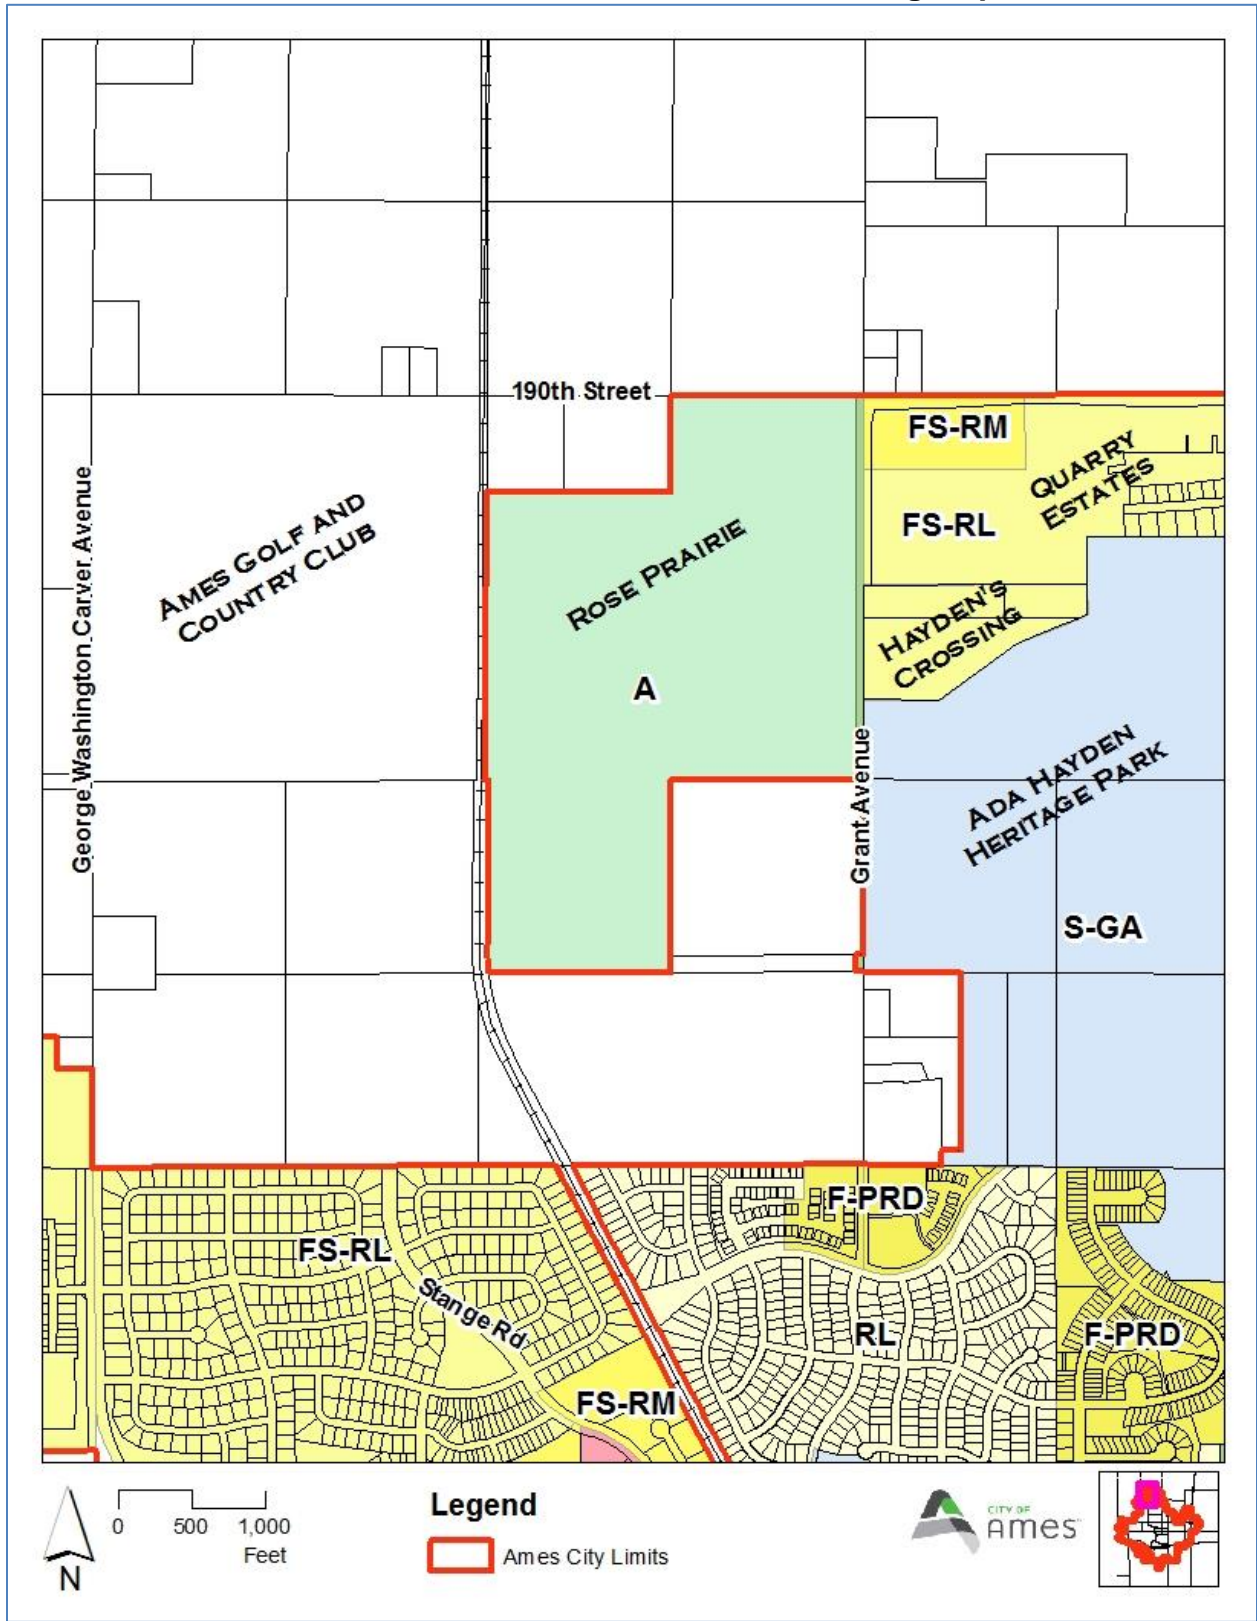 190th Street
FS-RM
QUARRY
ESTATES
George Washington Carver Avenue
AMES GOLF AND
COUNTRY CLUB
ROSE PRAIRIE
FS-RL
HAYDEN'S
CROSSING
A
Grant Avenue
ADA HAYDEN
HERITAGE PARK
S-GA
F-PRD
FS-RL
Stange Rd
RL
F-PRD
FS-RM
N
0 500 1,000
Feet
Legend
Ames City Limits
CITY OF
Ames